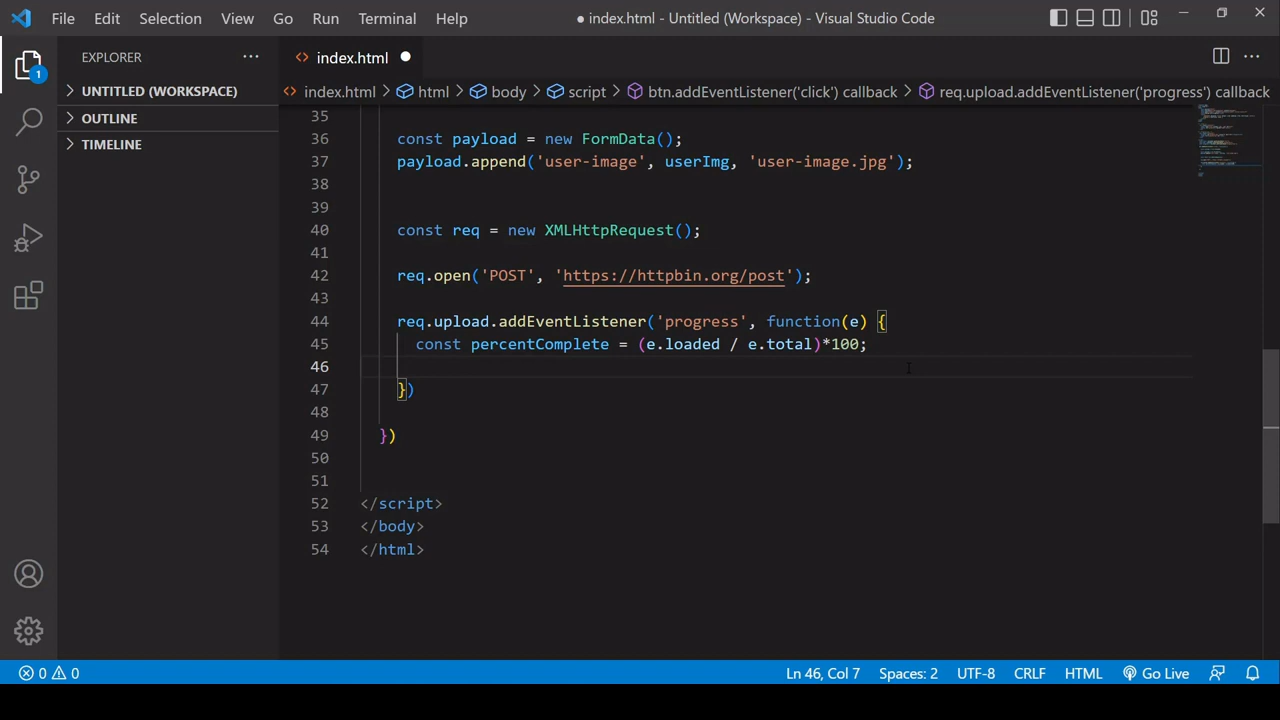 File Edit Selection View Go Run Terminal Help ● index.html - Untitled (Workspace) - Visual Studio Code
EXPLORER
1
UNTITLED (WORKSPACE)
OUTLINE
TIMELINE
index.html
index.html > html > body > script > btn.addEventListener('click') callback > req.upload.addEventListener('progress') callback
35
36 const payload = new FormData();
37 payload.append('user-image', userImg, 'user-image.jpg');
38
39
40 const req = new XMLHttpRequest();
41
42 req.open('POST', 'https://httpbin.org/post');
43
44 req.upload.addEventListener('progress', function(e) {
45 const percentComplete = (e.loaded / e.total)*100;
46
47 })
48
49 })
50
51
52 </script>
53 </body>
54 </html>
0 0 Ln 46, Col 7 Spaces: 2 UTF-8 CRLF HTML Go Live